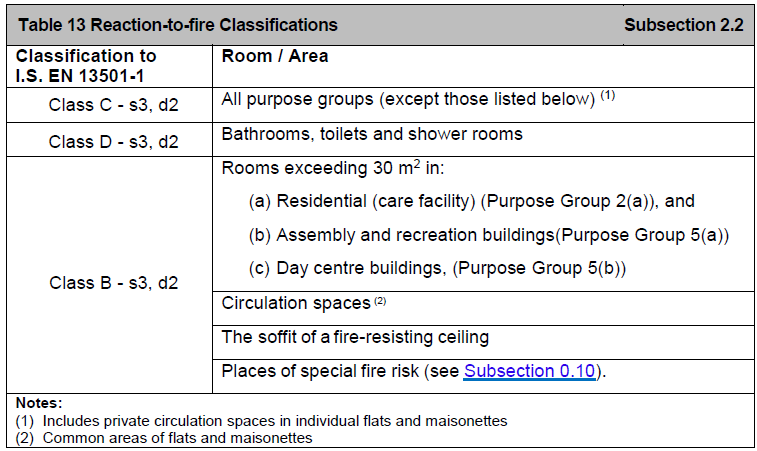 Table 13 Reaction-to-fire Classifications Subsection 2.2
Classification to
I.S. EN 13501-1
Room / Area
Class C - s3, d2
All purpose groups (except those listed below) (1)
Class D - s3, d2
Bathrooms, toilets and shower rooms
Class B - s3, d2
Rooms exceeding 30 m2 in:
(a) Residential (care facility) (Purpose Group 2(a)), and
(b) Assembly and recreation buildings(Purpose Group 5(a))
(c) Day centre buildings, (Purpose Group 5(b))
Circulation spaces (2)
The soffit of a fire-resisting ceiling
Places of special fire risk (see Subsection 0.10).
Notes:
(1) Includes private circulation spaces in individual flats and maisonettes
(2) Common areas of flats and maisonettes